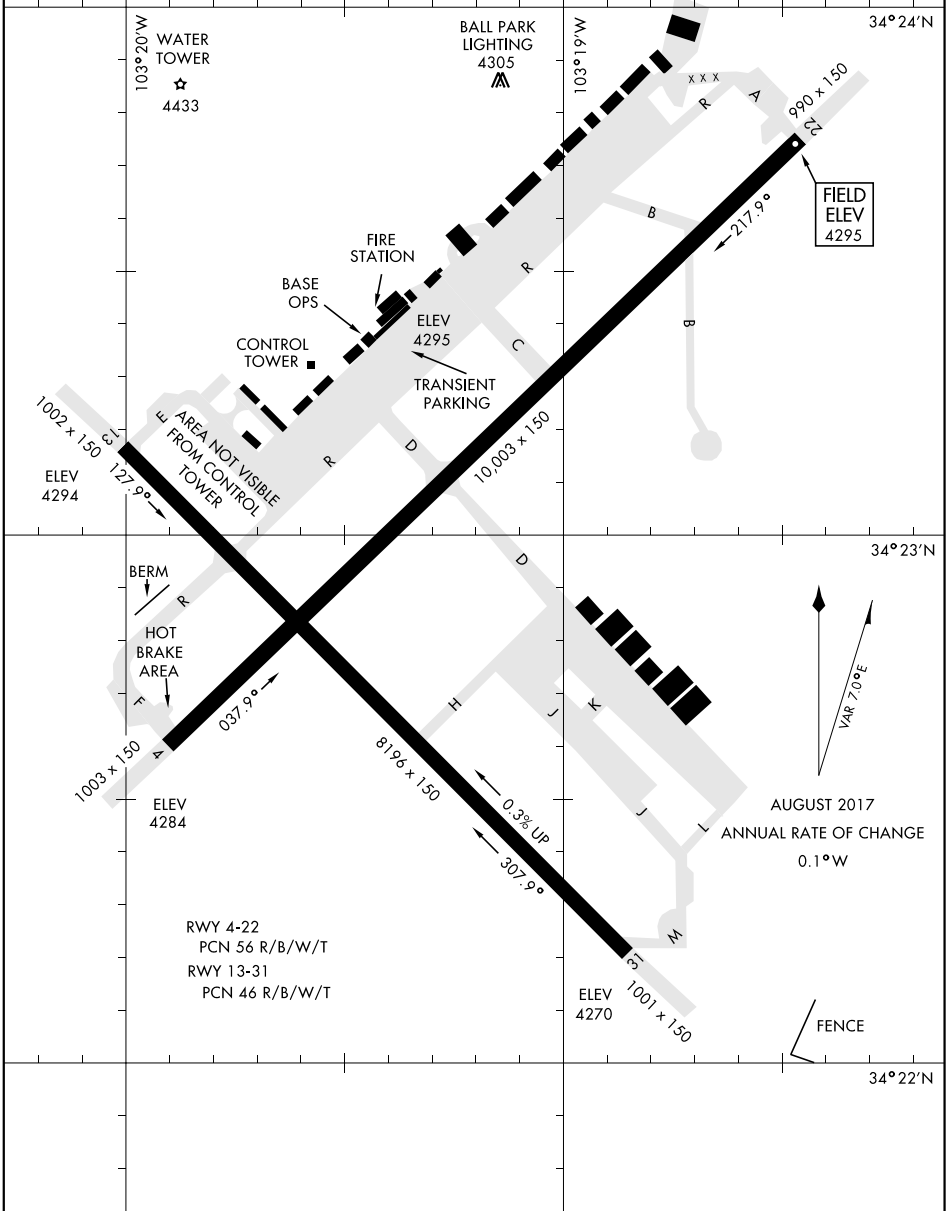 34°24'N
103°20'W
WATER
TOWER
4433
BALL PARK
LIGHTING
4305
103°19'W
X X X
R
A
990 x 150
22
FIELD
ELEV
4295
217.9°
B
B
FIRE
STATION
BASE
OPS
CONTROL
TOWER
ELEV
4295
TRANSIENT
PARKING
R
C
D
R
10,003 x 150
1002 x 150
13
E
AREA NOT VISIBLE
FROM CONTROL
TOWER
127.9°
ELEV
4294
34°23'N
D
BERM
R
HOT
BRAKE
AREA
F
4
1003 x 150
037.9°
ELEV
4284
H
J
K
8196 x 150
0.3% UP
307.9°
J
L
M
31
1001 x 150
ELEV
4270
VAR 7.0°E
AUGUST 2017
ANNUAL RATE OF CHANGE
0.1°W
RWY 4-22
PCN 56 R/B/W/T
RWY 13-31
PCN 46 R/B/W/T
FENCE
34°22'N